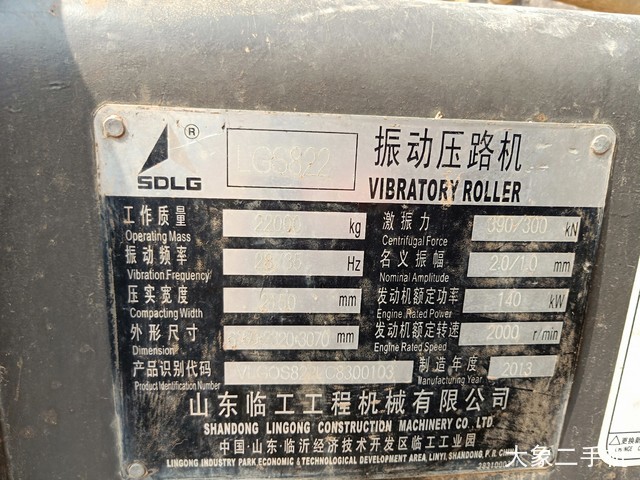 SDLG ® 振动压路机
VIBRATORY ROLLER
工作质量 kg 激振力 390/300 kN
Operating Mass Centrifugal Force
振动频率 Hz 名义振幅 2.0/1.0 mm
Vibration Frequency Nominal Amplitude
压实宽度 mm 发动机额定功率 140 kW
Compacting Width Engine Rated Power
外形尺寸 mm 发动机额定转速 2000 r/min
Dimension Engine Rated Speed
产品识别代码 制造年度 2013
Product Identification Number Manufacturing Year
山东临工工程机械有限公司
SHANDONG LINGONG CONSTRUCTION MACHINERY CO., LTD.
中国·山东·临沂经济技术开发区临工工业园
LINGONG INDUSTRY PARK ECONOMIC & TECHNOLOGICAL DEVELOPMENT AREA, LINYI, SHANDONG, P. R.
大象二手